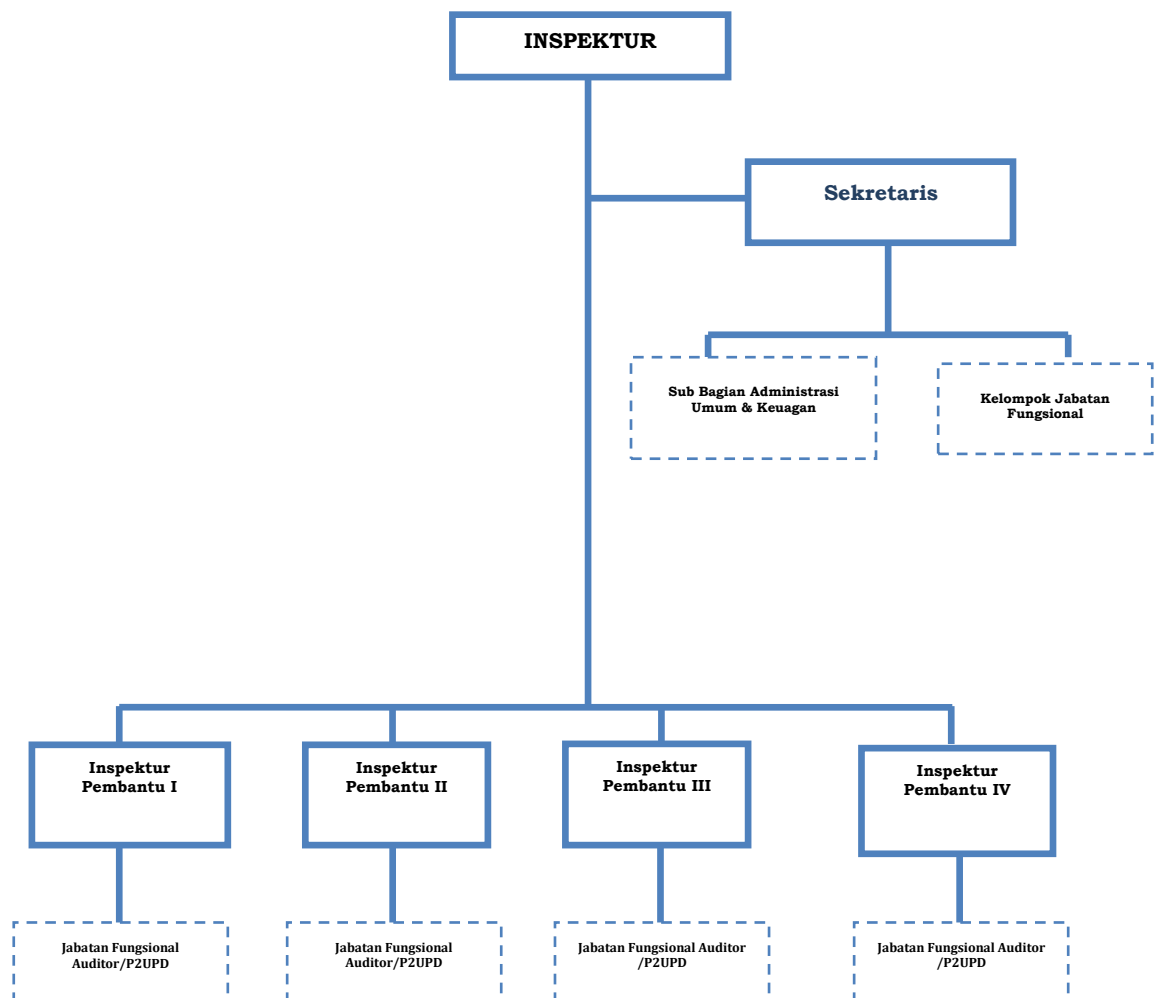 INSPEKTUR
Sekretaris
Sub Bagian Administrasi
Umum & Keuagan
Kelompok Jabatan
Fungsional
Inspektur
Pembantu I
Inspektur
Pembantu II
Inspektur
Pembantu III
Inspektur
Pembantu IV
Jabatan Fungsional
Auditor/P2UPD
Jabatan Fungsional
Auditor/P2UPD
Jabatan Fungsional Auditor
/P2UPD
Jabatan Fungsional Auditor
/P2UPD